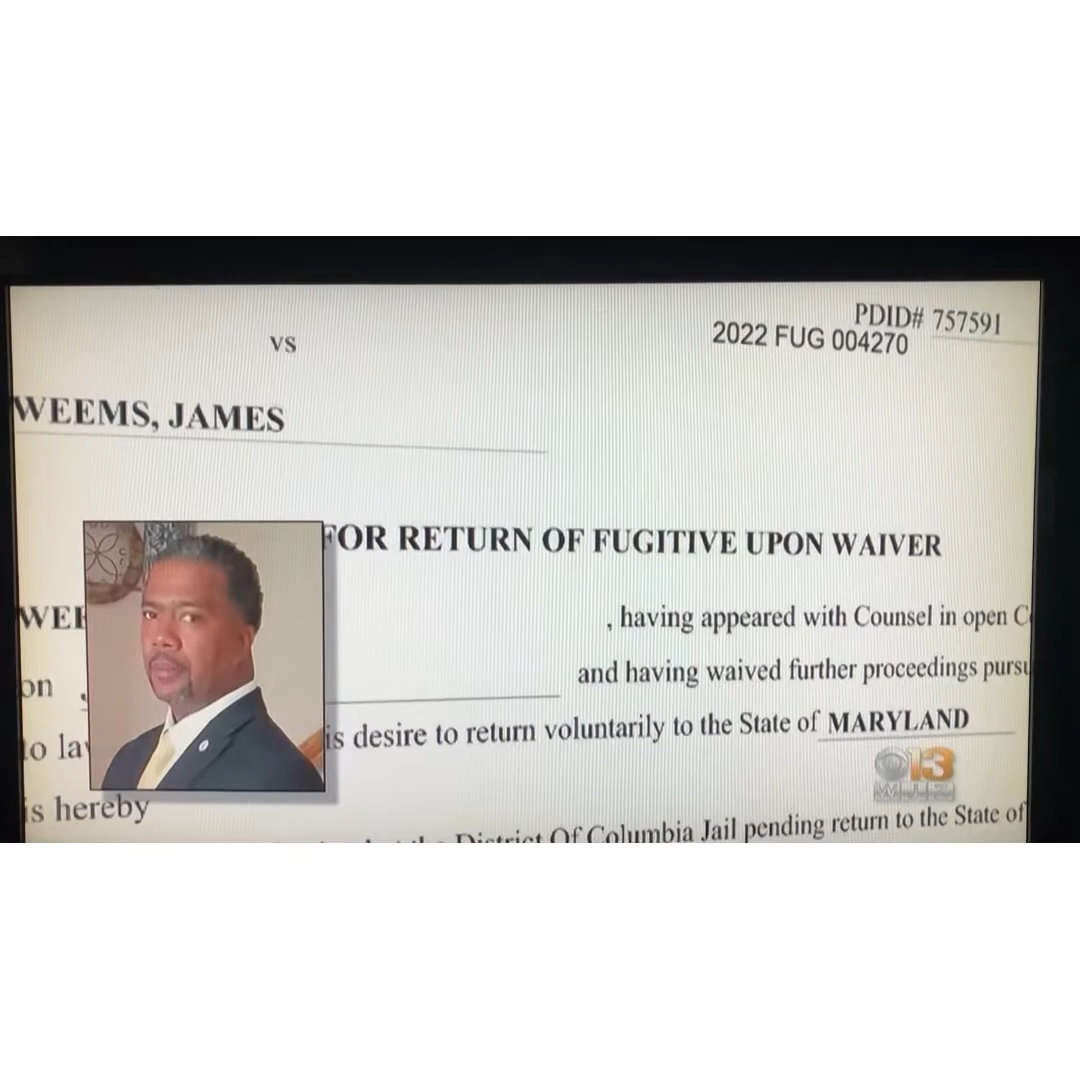 PDID# 757591
vs
2022 FUG 004270
WEEMS, JAMES
FOR RETURN OF FUGITIVE UPON WAIVER
, having appeared with Counsel in open
on
and having waived further proceedings
is desire to return voluntarily to the State of MARYLAND
13
WJZ
is hereby
District Of Columbia Jail pending return to the State of